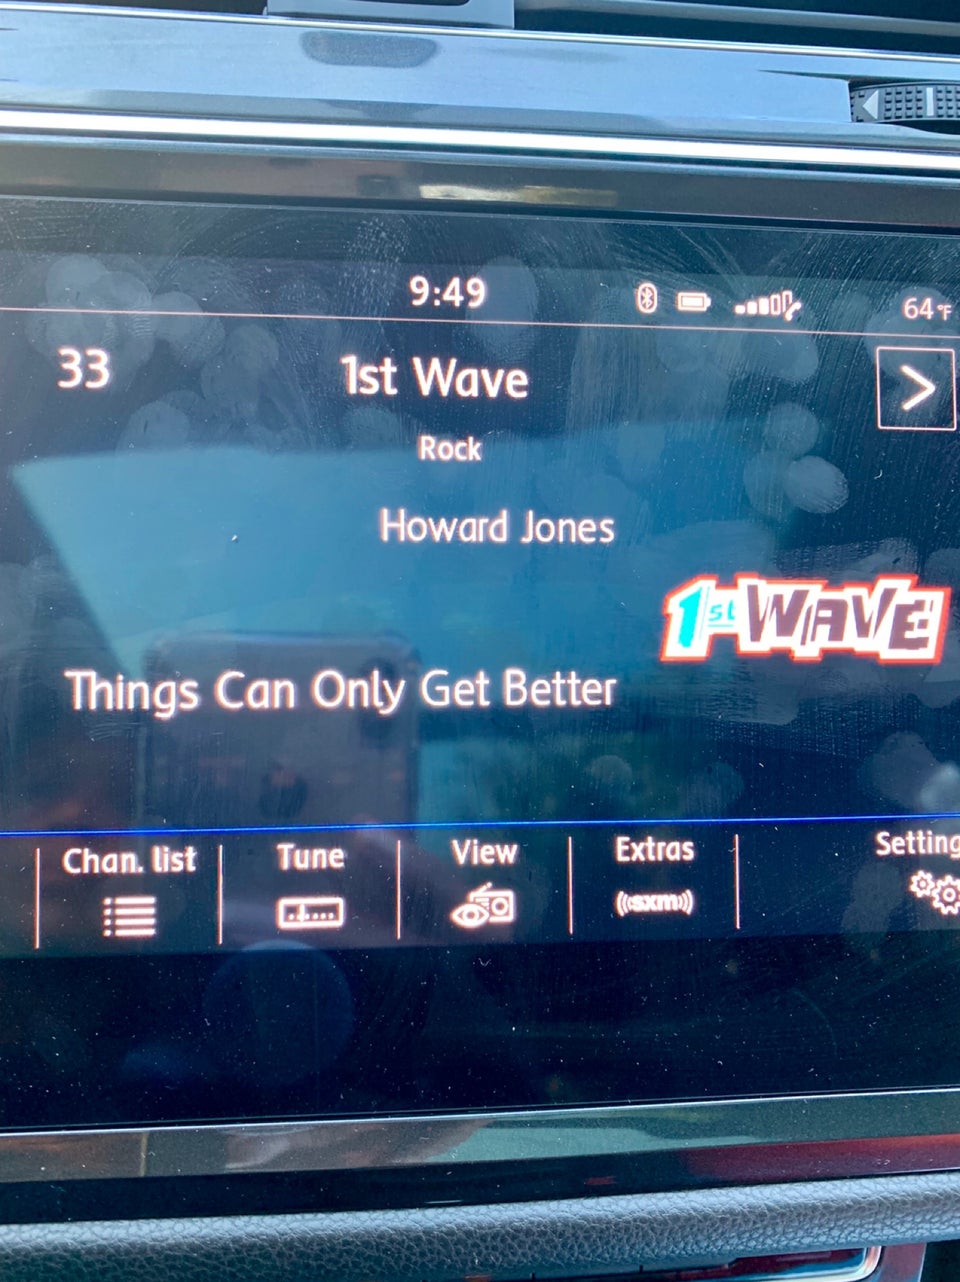 9:49 64°F
33 1st Wave
Rock
Howard Jones
1st WAVE
Things Can Only Get Better
Chan. list Tune View Extras Setting
((sxm))